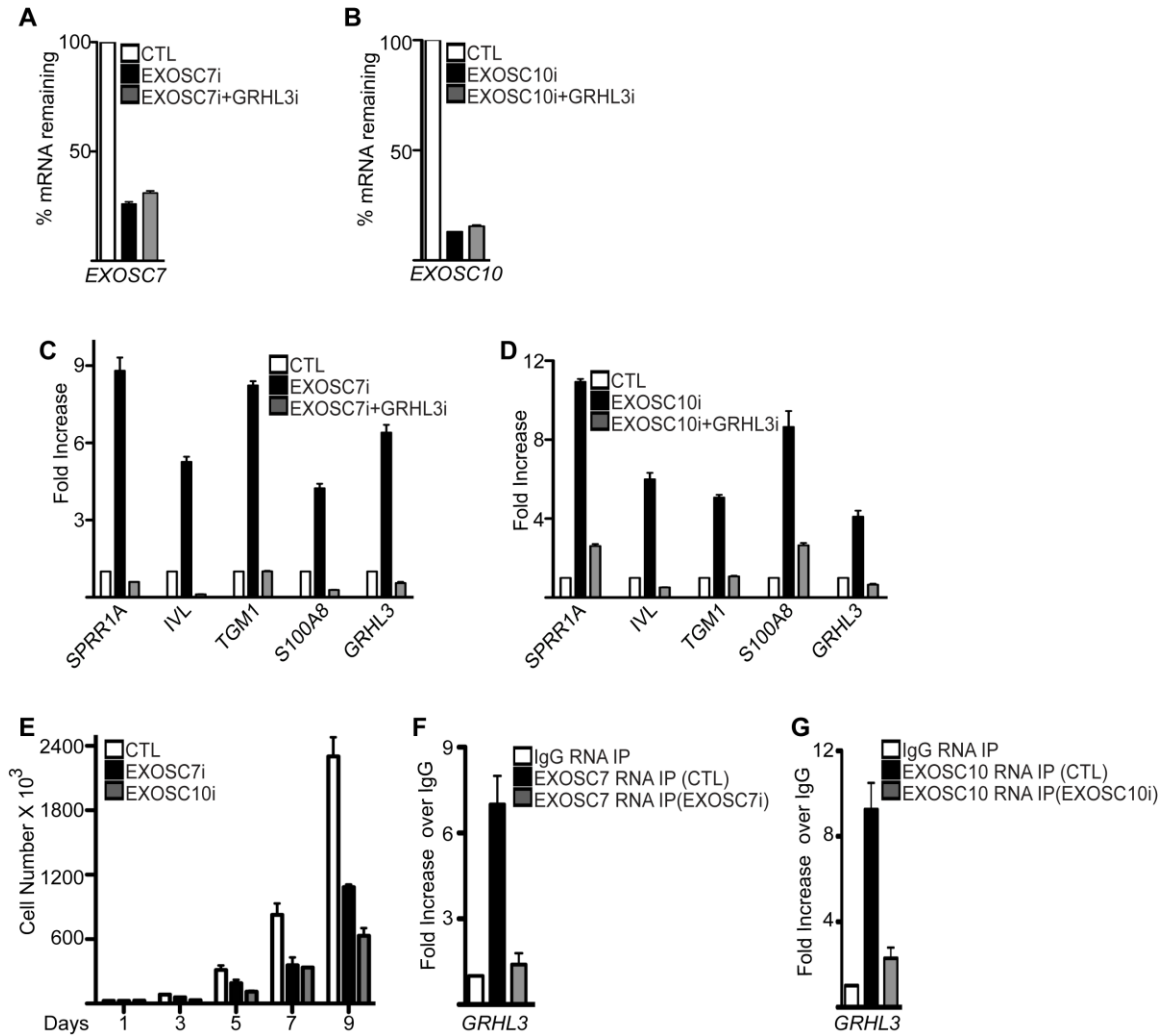 A
100
50
% mRNA remaining
CTL
EXOSC7i
EXOSC7i+GRHL3i
EXOSC7
B
100
50
% mRNA remaining
CTL
EXOSC10i
EXOSC10i+GRHL3i
EXOSC10
C
9
6
3
Fold Increase
CTL
EXOSC7i
EXOSC7i+GRHL3i
SPRR1A
IVL
TGM1
S100A8
GRHL3
D
12
8
4
Fold Increase
CTL
EXOSC10i
EXOSC10i+GRHL3i
SPRR1A
IVL
TGM1
S100A8
GRHL3
E
2400
1800
1200
600
Cell Number X 10³
CTL
EXOSC7i
EXOSC10i
Days 1 3 5 7 9
F
9
6
3
Fold Increase over IgG
IgG RNA IP
EXOSC7 RNA IP (CTL)
EXOSC7 RNA IP(EXOSC7i)
GRHL3
G
12
8
4
Fold Increase over IgG
IgG RNA IP
EXOSC10 RNA IP (CTL)
EXOSC10 RNA IP(EXOSC10i)
GRHL3